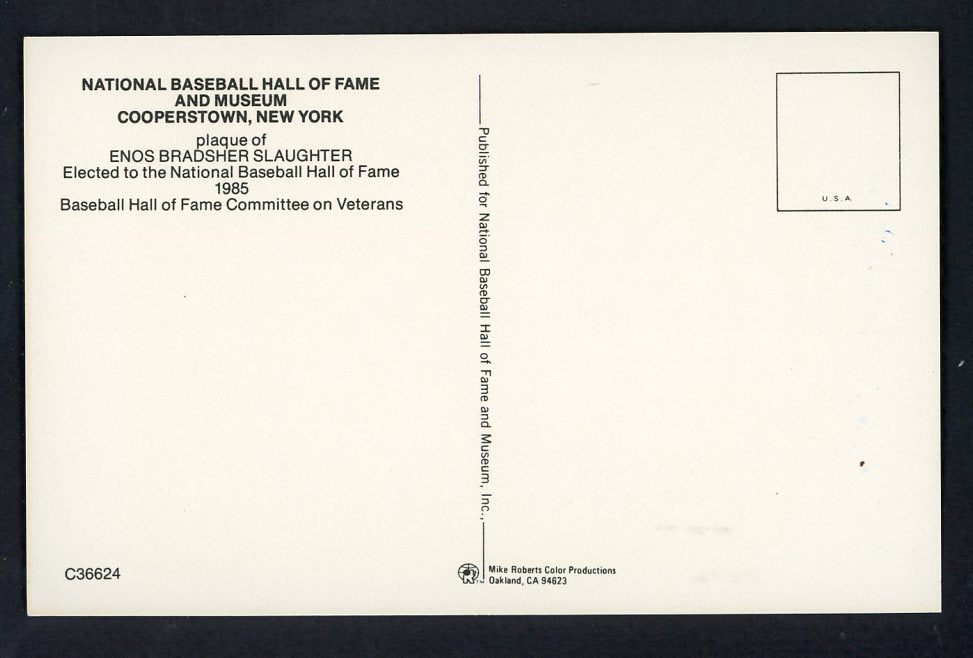 NATIONAL BASEBALL HALL OF FAME
AND MUSEUM
COOPERSTOWN, NEW YORK
plaque of
ENOS BRADSHER SLAUGHTER
Elected to the National Baseball Hall of Fame
1985
Baseball Hall of Fame Committee on Veterans
C36624
Published for National Baseball Hall of Fame and Museum, Inc.,
Mike Roberts Color Productions
Oakland, CA 94623
U.S.A.